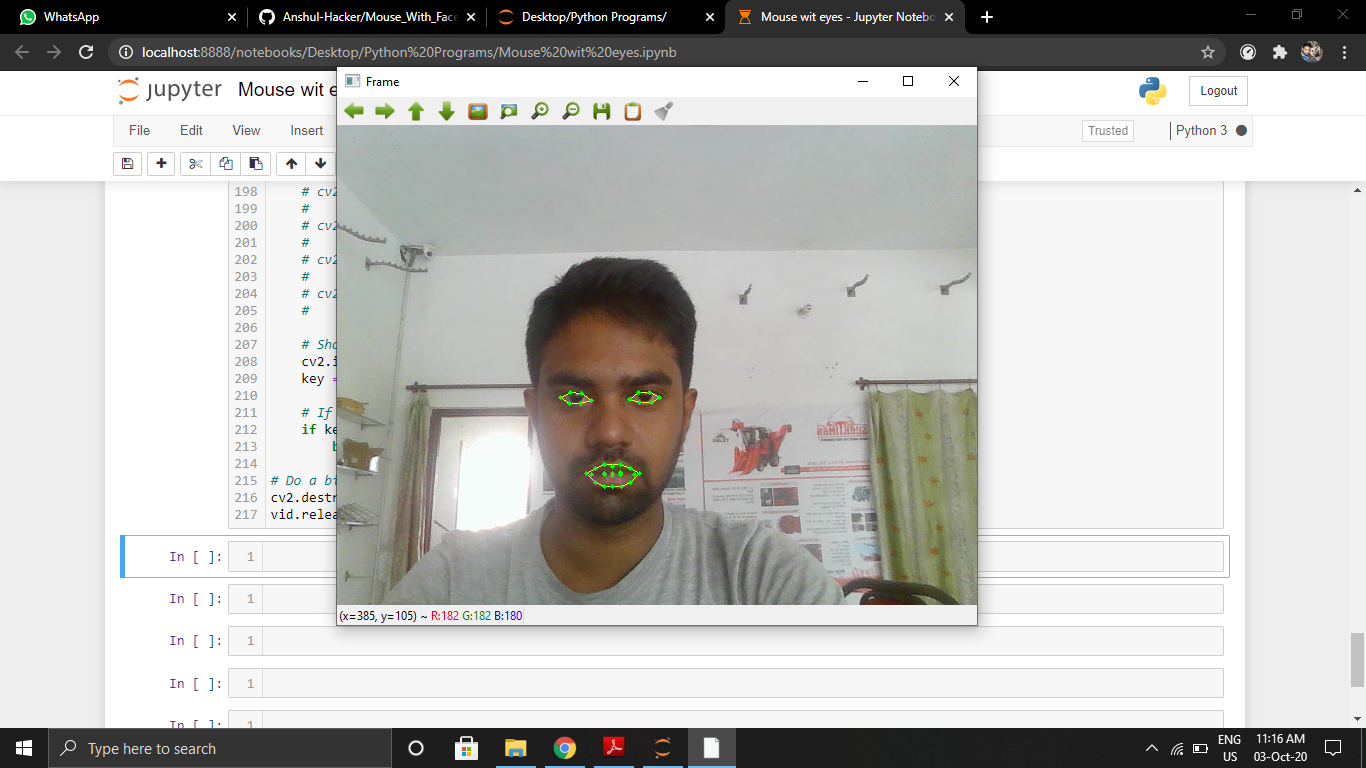 WhatsApp
Anshul-Hacker/Mouse_With_Face
Desktop/Python Programs/
Mouse wit eyes - Jupyter Notebo
localhost:8888/notebooks/Desktop/Python%20Programs/Mouse%20wit%20eyes.ipynb
jupyter Mouse wit e
Logout
File Edit View Insert
Trusted
Python 3
Frame
198 # cv2
199 #
200 # cv2
201 #
202 # cv2
203 #
204 # cv2
205 #
206
207 # Sho
208 cv2.i
209 key =
210
211 # If
212 if ke
213 b
214
215 # Do a bi
216 cv2.destr
217 vid.relea
SHAKTIMAN
(x=385, y=105) ~ R:182 G:182 B:180
In [ ]: 1
In [ ]: 1
In [ ]: 1
In [ ]: 1
In [ ]: 1
Type here to search
ENG
US
11:16 AM
03-Oct-20